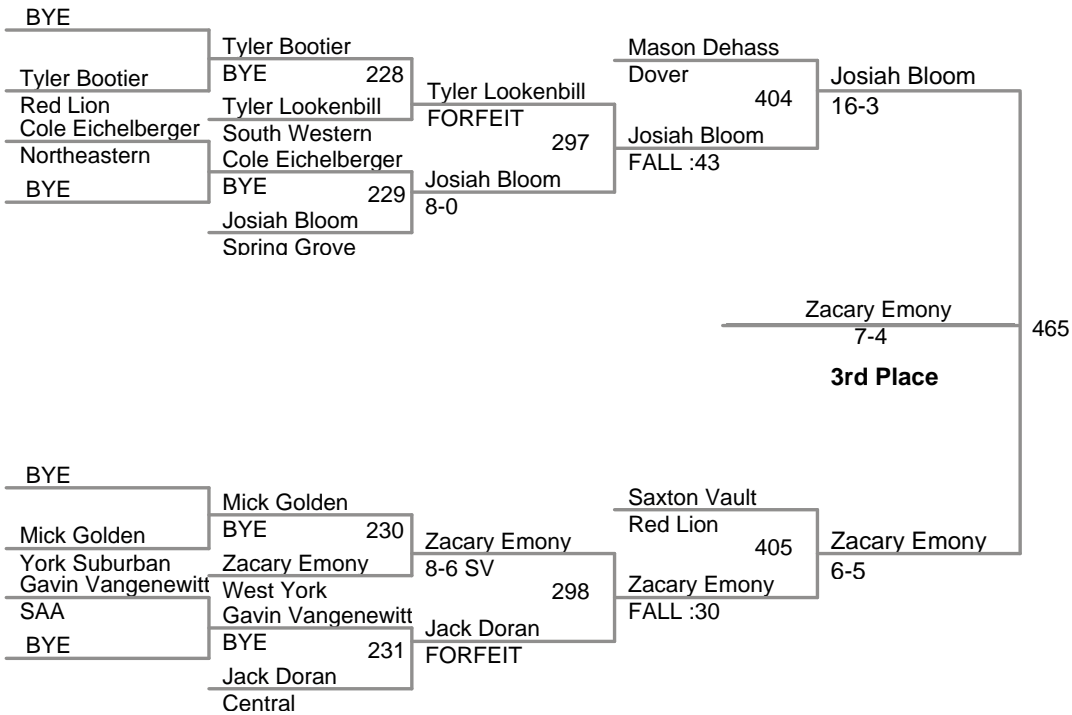 BYE
Tyler Bootier
Mason Dehass
Tyler Bootier
BYE 228
Dover
Josiah Bloom
Red Lion
Tyler Lookenbill
Tyler Lookenbill
404
16-3
Cole Eichelberger
South Western
FORFEIT
297
Josiah Bloom
Northeastern
Cole Eichelberger
FALL :43
BYE
BYE 229
Josiah Bloom
8-0
Josiah Bloom
Spring Grove
Zacary Emony
465
7-4
3rd Place
BYE
Mick Golden
Saxton Vault
Mick Golden
BYE 230
Red Lion
York Suburban
Zacary Emony
Zacary Emony
405
Zacary Emony
Gavin Vangenewitt
West York
8-6 SV
298
Zacary Emony
6-5
SAA
Gavin Vangenewitt
FALL :30
BYE
BYE 231
Jack Doran
Jack Doran
FORFEIT
Central